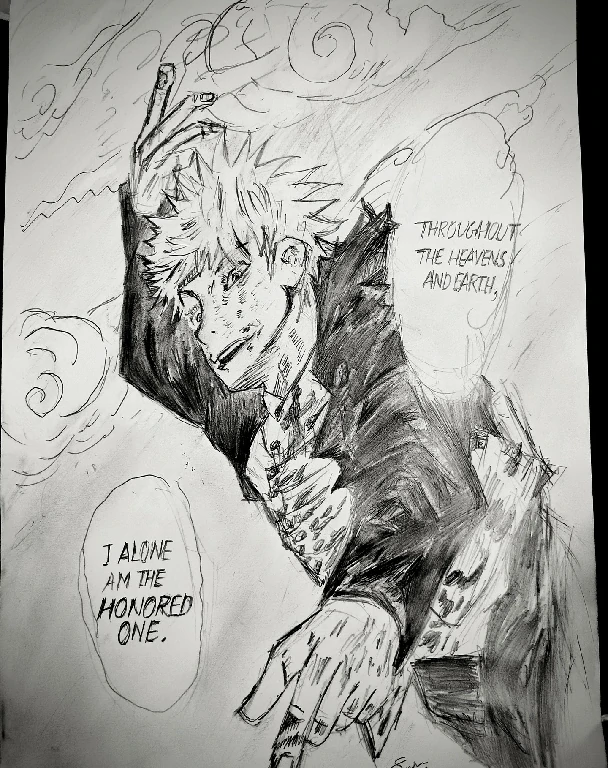 THROUGHOUT
THE HEAVENS
AND EARTH,
I ALONE
AM THE
HONORED
ONE.